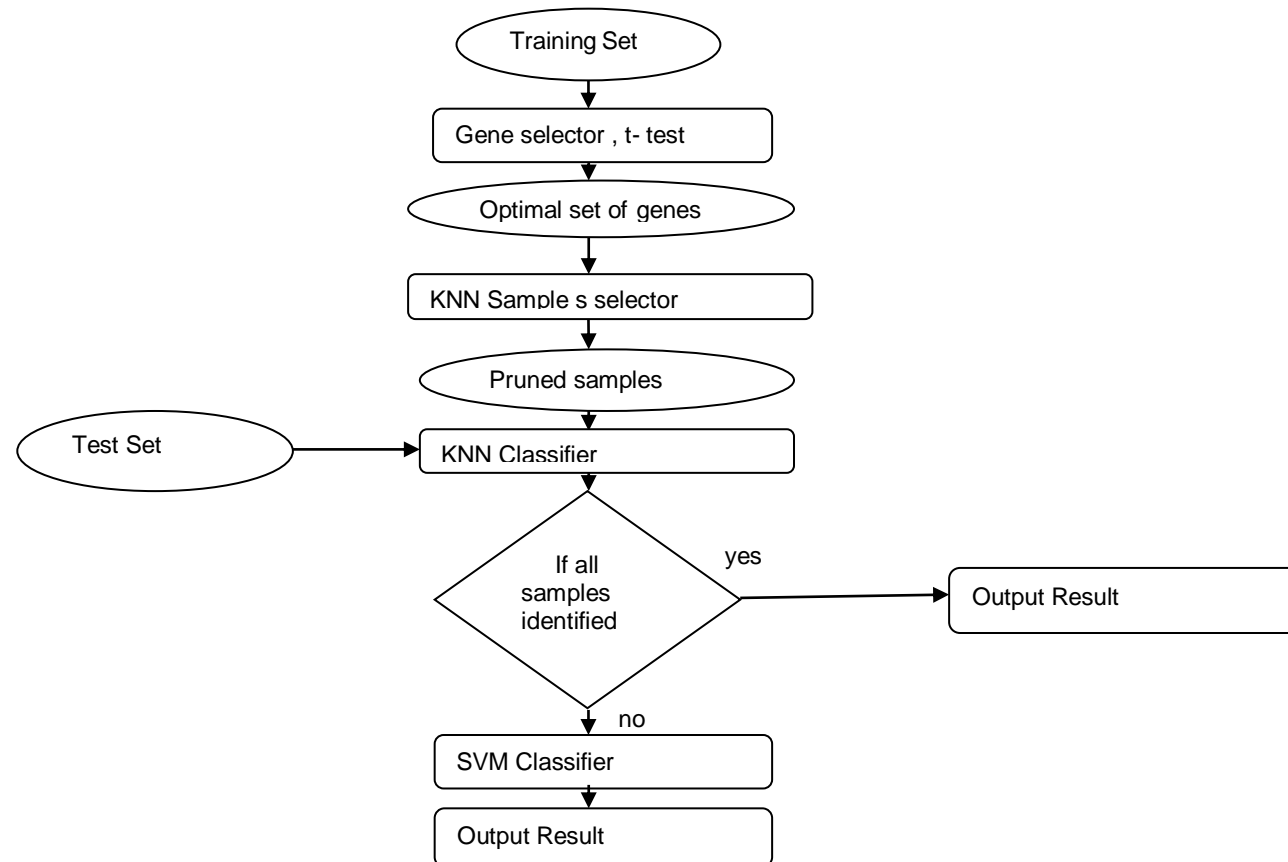 Training Set
Gene selector , t- test
Optimal set of genes
KNN Sample s selector
Pruned samples
Test Set
KNN Classifier
If all
samples
identified
yes
Output Result
no
SVM Classifier
Output Result